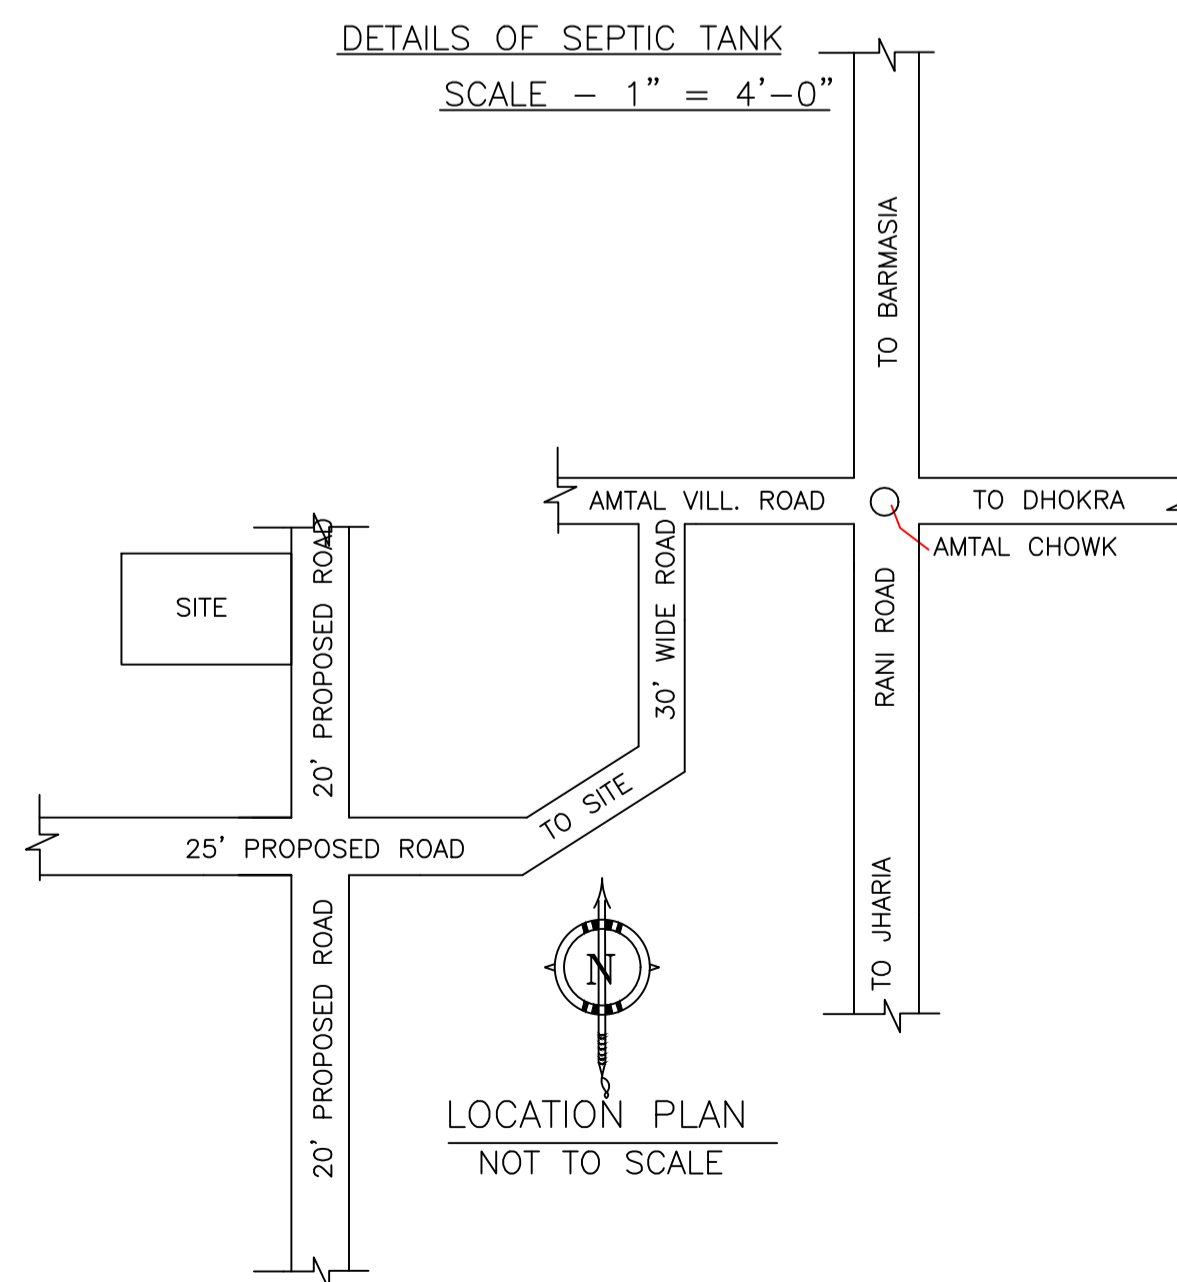 DETAILS OF SEPTIC TANK
SCALE - 1" = 4'-0"
TO BARMASIA
AMTAL VILL. ROAD
TO DHOKRA
AMTAL CHOWK
RANI ROAD
30' WIDE ROAD
20' PROPOSED ROAD
SITE
TO SITE
25' PROPOSED ROAD
TO JHARIA
20' PROPOSED ROAD
N
LOCATION PLAN
NOT TO SCALE